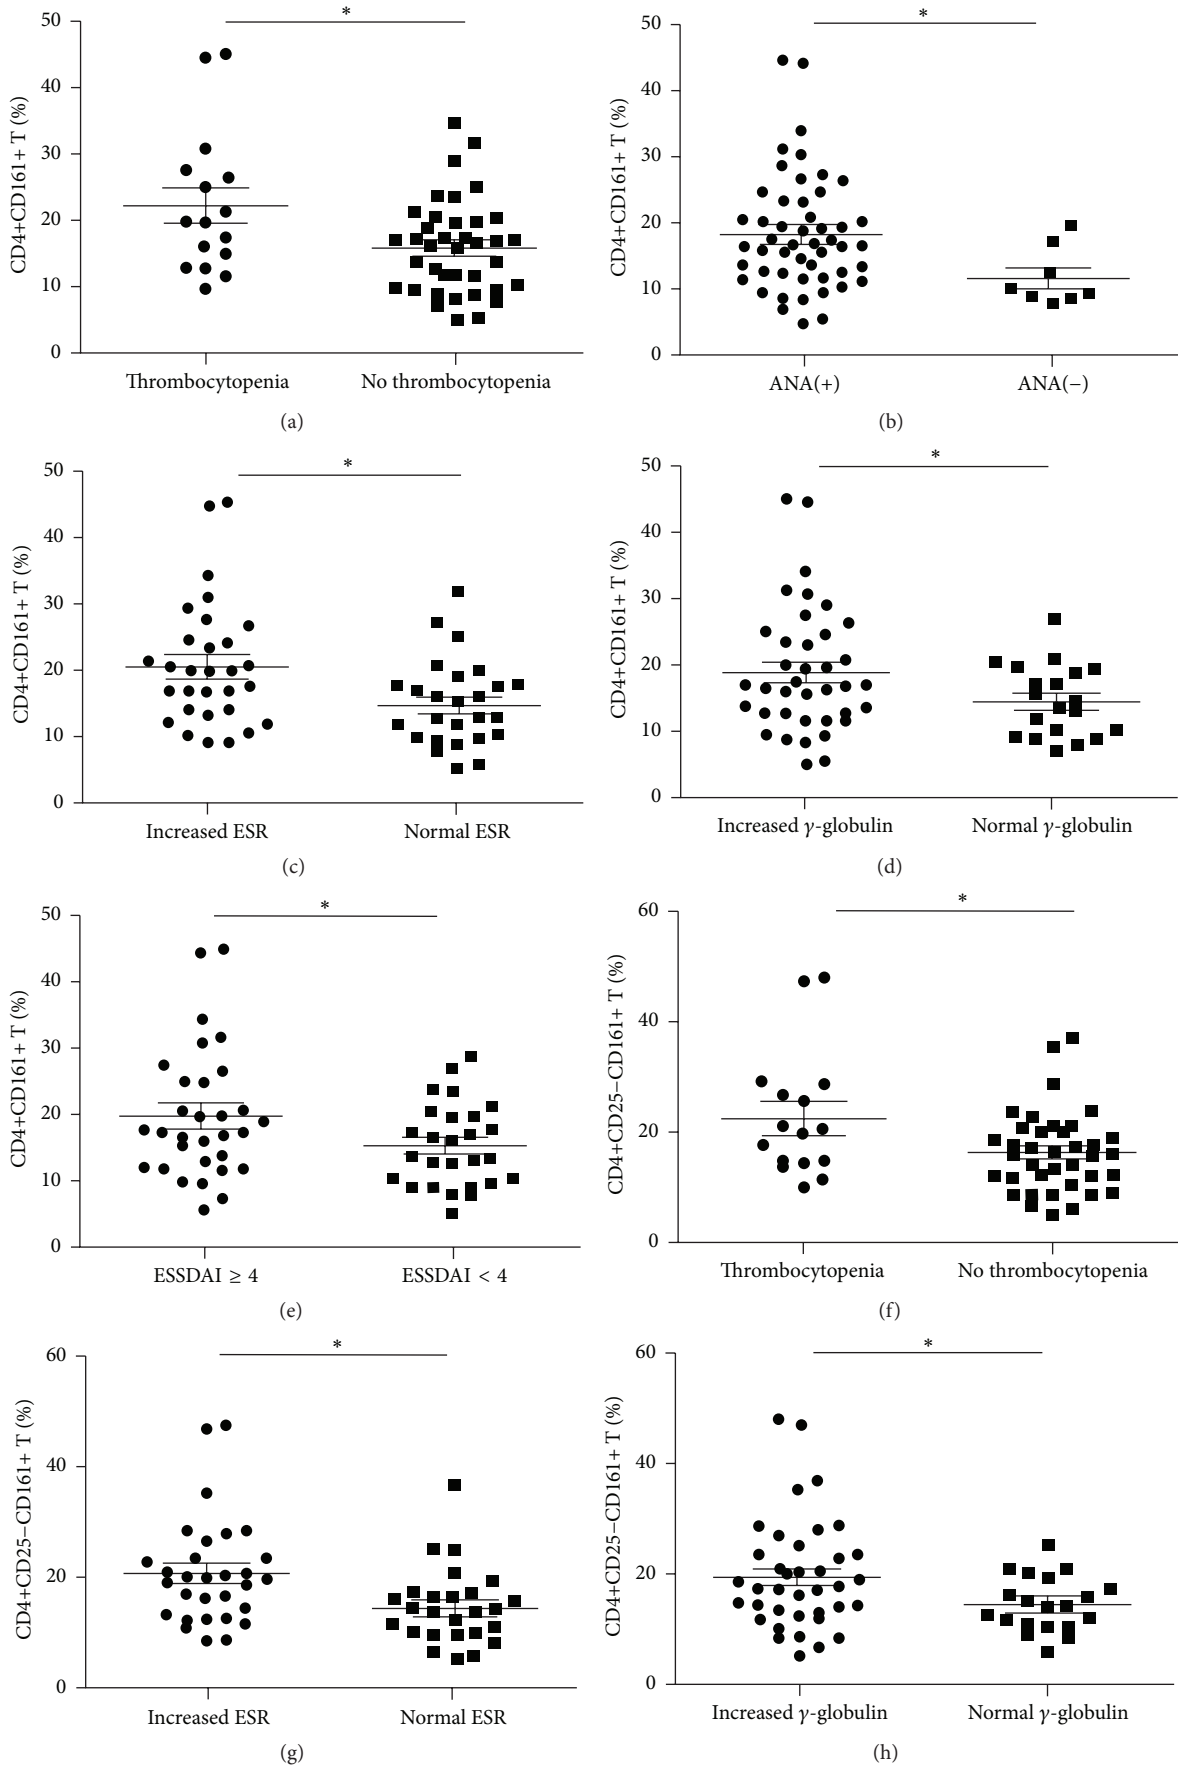 *
50
40
30
20
10
0
CD4+CD161+ T (%)
Thrombocytopenia
No thrombocytopenia
(a)
*
50
40
30
20
10
0
CD4+CD161+ T (%)
ANA(+)
ANA(−)
(b)
*
50
40
30
20
10
0
CD4+CD161+ T (%)
Increased ESR
Normal ESR
(c)
*
50
40
30
20
10
0
CD4+CD161+ T (%)
Increased γ-globulin
Normal γ-globulin
(d)
*
50
40
30
20
10
0
CD4+CD161+ T (%)
ESSDAI ≥ 4
ESSDAI < 4
(e)
*
60
40
20
0
CD4+CD25−CD161+ T (%)
Thrombocytopenia
No thrombocytopenia
(f)
*
60
40
20
0
CD4+CD25−CD161+ T (%)
Increased ESR
Normal ESR
(g)
*
60
40
20
0
CD4+CD25−CD161+ T (%)
Increased γ-globulin
Normal γ-globulin
(h)